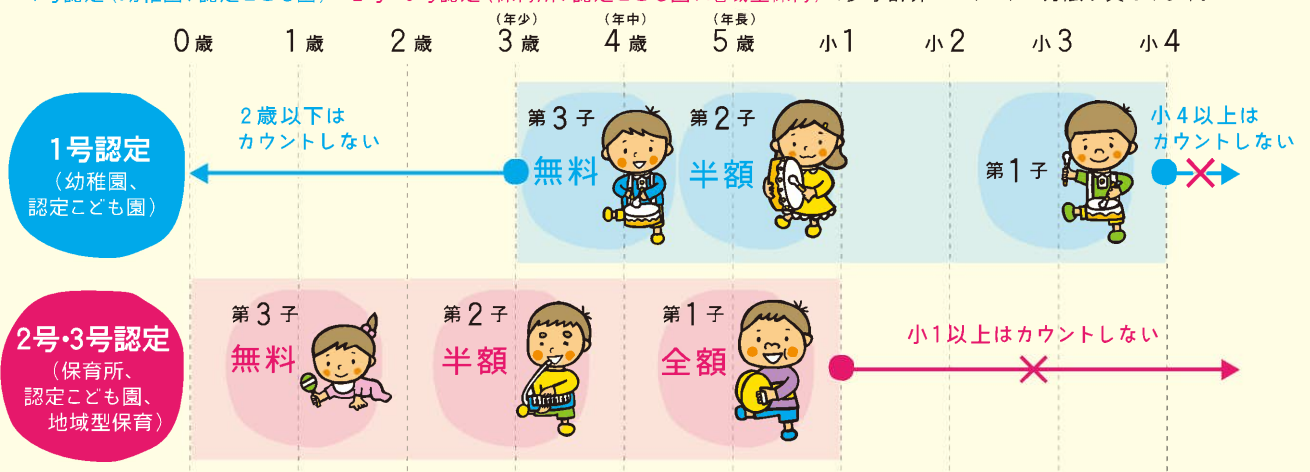 (年少) (年中) (年長)
0歳 1歳 2歳 3歳 4歳 5歳 小1 小2 小3 小4
1号認定
(幼稚園、
認定こども園)
2歳以下は
カウントしない
第3子
無料
第2子
半額
第1子
小4以上は
カウントしない
2号・3号認定
(保育所、
認定こども園、
地域型保育)
第3子
無料
第2子
半額
第1子
全額
小1以上はカウントしない